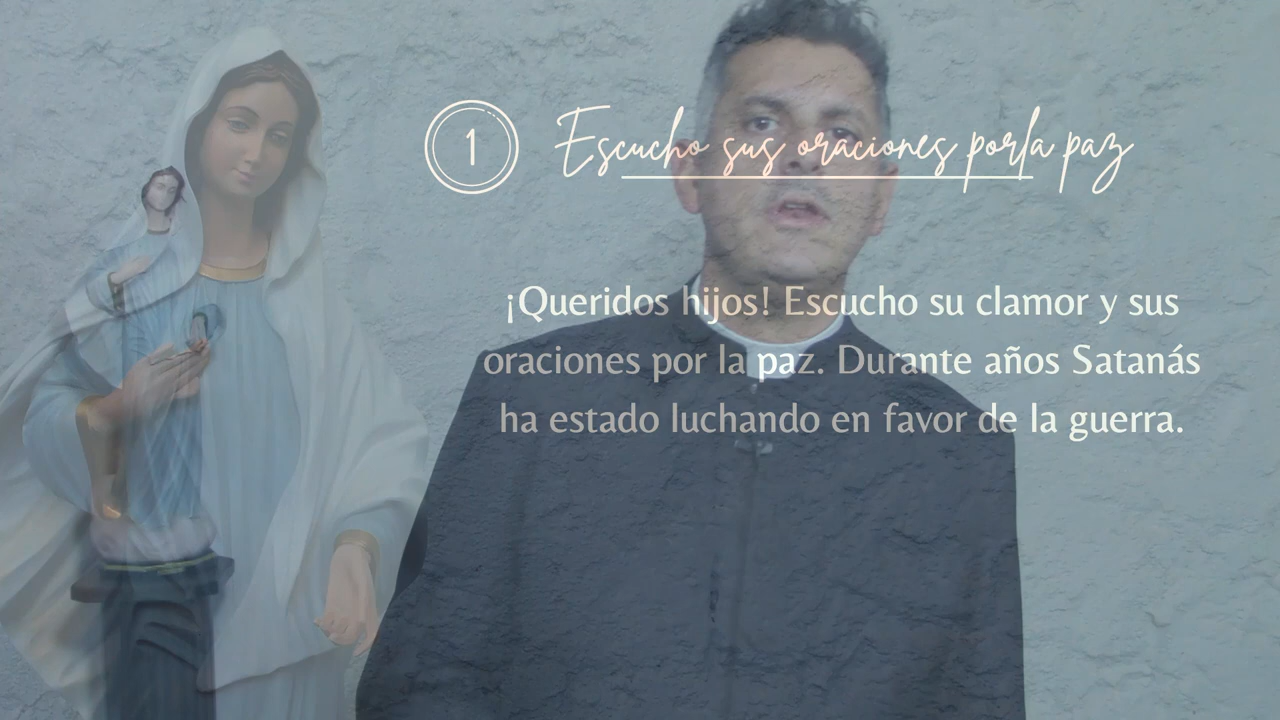 1
Escucho sus oraciones porla paz
¡Queridos hijos! Escucho su clamor y sus
oraciones por la paz. Durante años Satanás
ha estado luchando en favor de la guerra.